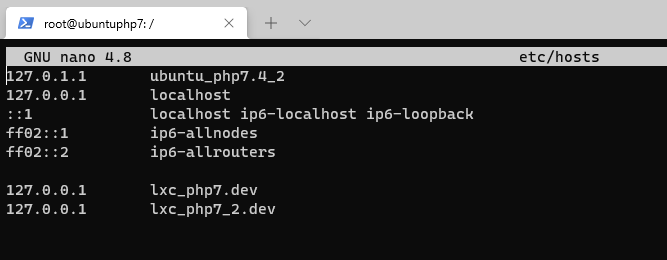 root@ubuntuphp7: /
GNU nano 4.8 etc/hosts
127.0.1.1 ubuntu_php7.4_2
127.0.0.1 localhost
::1 localhost ip6-localhost ip6-loopback
ff02::1 ip6-allnodes
ff02::2 ip6-allrouters
127.0.0.1 lxc_php7.dev
127.0.0.1 lxc_php7_2.dev